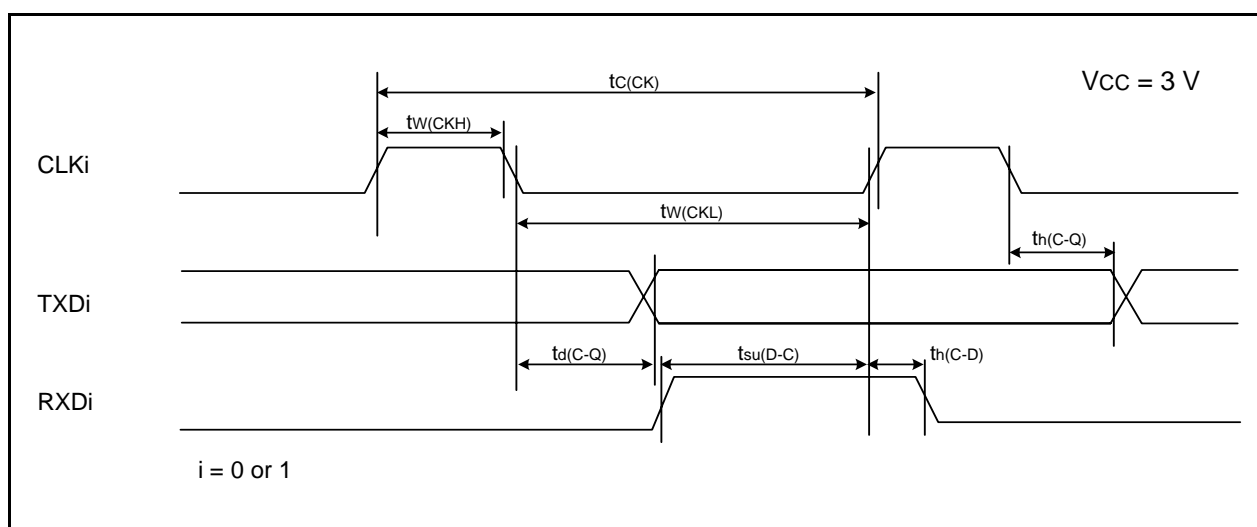 tC(CK)
VCC = 3 V
tW(CKH)
CLKi
tW(CKL)
th(C-Q)
TXDi
td(C-Q)
tsu(D-C)
th(C-D)
RXDi
i = 0 or 1